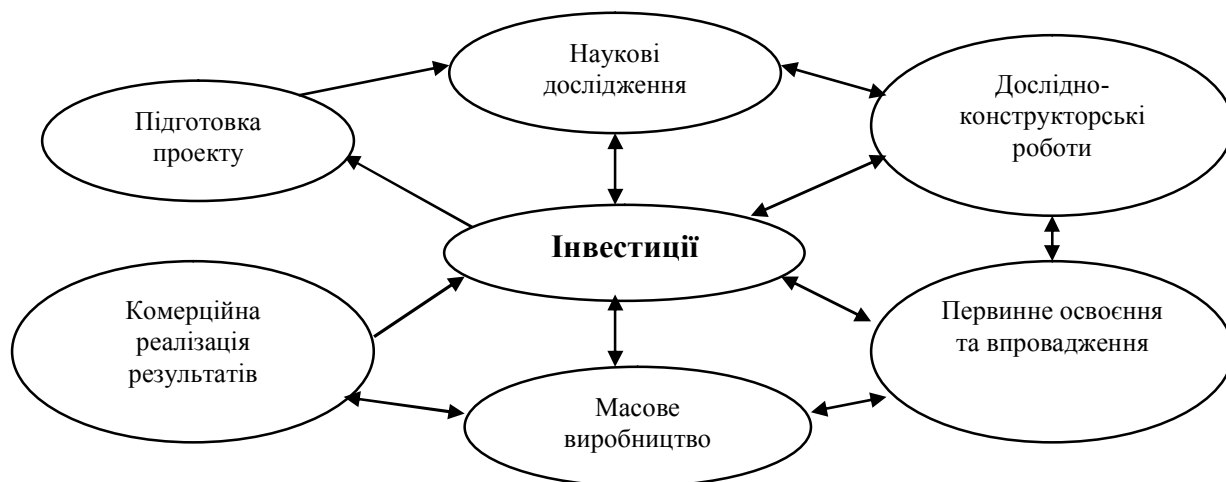 Наукові
дослідження
Дослідно-
конструкторські
роботи
Підготовка
проекту
Інвестиції
Комерційна
реалізація
результатів
Первинне освоєння
та впровадження
Масове
виробництво